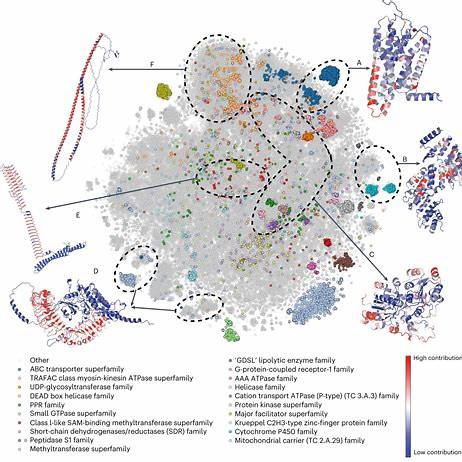 F
A
B
E
C
D
Other
ABC transporter superfamily
TRAFAC class myosin-kinesin ATPase superfamily
UDP-glycosyltransferase family
DEAD box helicase family
PPR family
Small GTPase superfamily
Class I-like SAM-binding methyltransferase superfamily
Short-chain dehydrogenases/reductases (SDR) family
Peptidase S1 family
Methyltransferase superfamily
'GDSL' lipolytic enzyme family
G-protein-coupled receptor-1 family
AAA ATPase family
Helicase family
Cation transport ATPase (P-type) (TC 3.A.3) family
Protein kinase superfamily
Major facilitator superfamily
Krueppel C2H3-type zinc-finger protein family
Cytochrome P450 family
Mitochondrial carrier (TC 2.A.29) family
High contribution
Low contribution